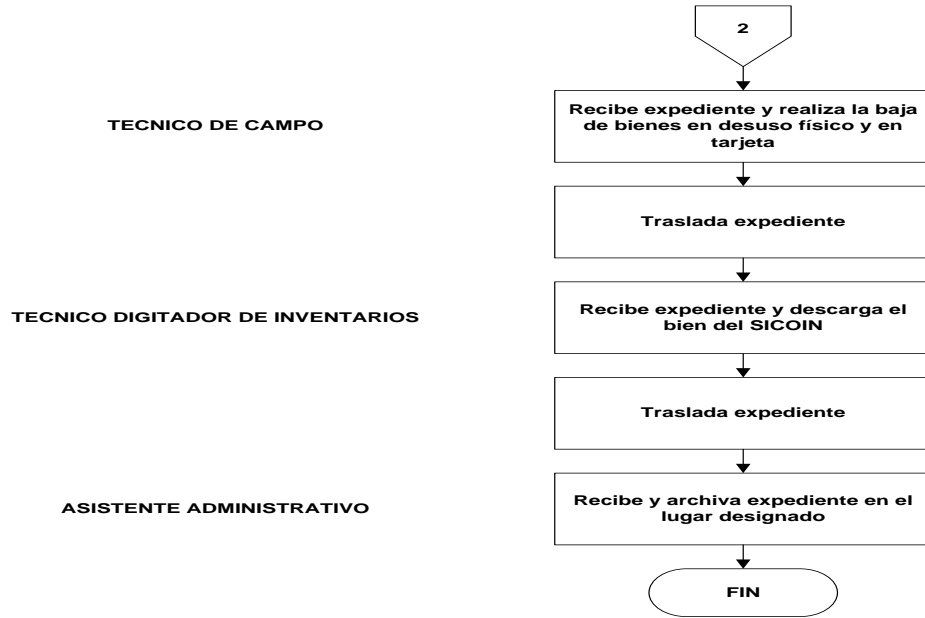 2
TECNICO DE CAMPO
Recibe expediente y realiza la baja
de bienes en desuso físico y en
tarjeta
Traslada expediente
TECNICO DIGITADOR DE INVENTARIOS
Recibe expediente y descarga el
bien del SICOIN
Traslada expediente
ASISTENTE ADMINISTRATIVO
Recibe y archiva expediente en el
lugar designado
FIN